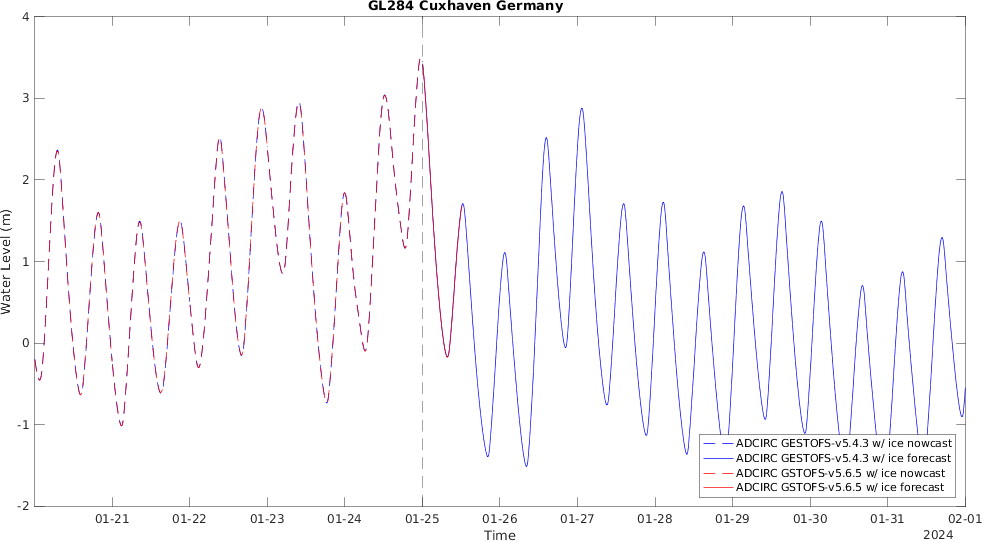 GL284 Cuxhaven Germany
4
3
2
1
0
-1
-2
Water Level (m)
01-21 01-22 01-23 01-24 01-25 01-26 01-27 01-28 01-29 01-30 01-31 02-01
Time
2024
ADCIRC GESTOFS-v5.4.3 w/ ice nowcast
ADCIRC GESTOFS-v5.4.3 w/ ice forecast
ADCIRC GSTOFS-v5.6.5 w/ ice nowcast
ADCIRC GSTOFS-v5.6.5 w/ ice forecast